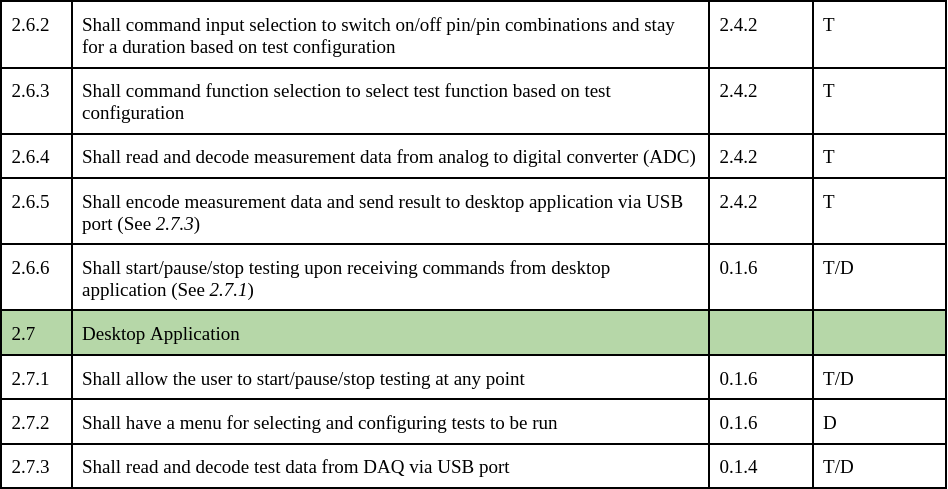 2.6.2 Shall command input selection to switch on/off pin/pin combinations and stay 2.4.2 T
for a duration based on test configuration
2.6.3 Shall command function selection to select test function based on test 2.4.2 T
configuration
2.6.4 Shall read and decode measurement data from analog to digital converter (ADC) 2.4.2 T
2.6.5 Shall encode measurement data and send result to desktop application via USB 2.4.2 T
port (See 2.7.3)
2.6.6 Shall start/pause/stop testing upon receiving commands from desktop 0.1.6 T/D
application (See 2.7.1)
2.7 Desktop Application
2.7.1 Shall allow the user to start/pause/stop testing at any point 0.1.6 T/D
2.7.2 Shall have a menu for selecting and configuring tests to be run 0.1.6 D
2.7.3 Shall read and decode test data from DAQ via USB port 0.1.4 T/D